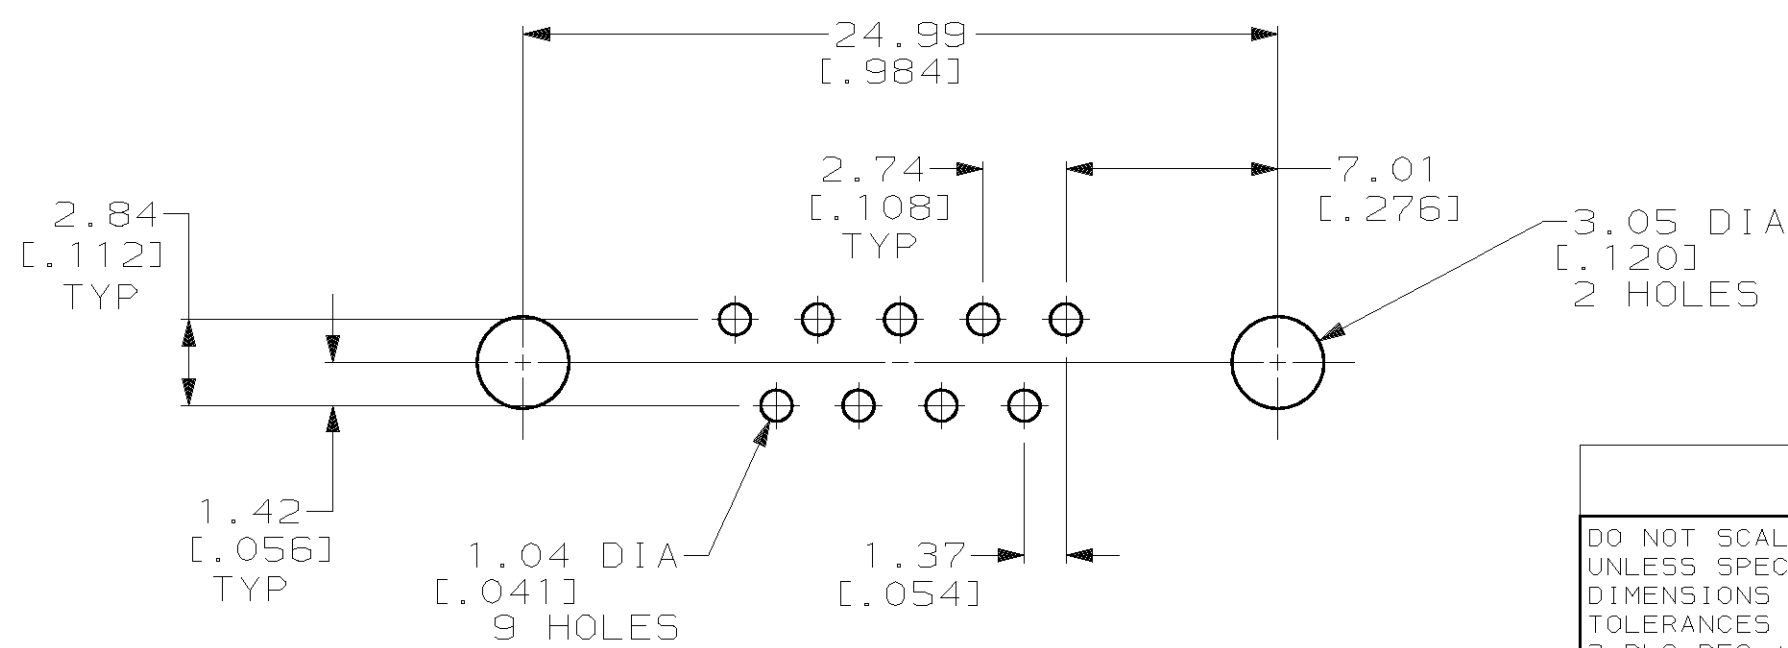 24.99
[.984]
2.74
[.108]
TYP
7.01
[.276]
2.84
[.112]
TYP
3.05 DIA
[.120]
2 HOLES
1.42
[.056]
TYP
1.04 DIA
[.041]
9 HOLES
1.37
[.054]
DO NOT SCAL
UNLESS SPEC
DIMENSIONS
TOLERANCES